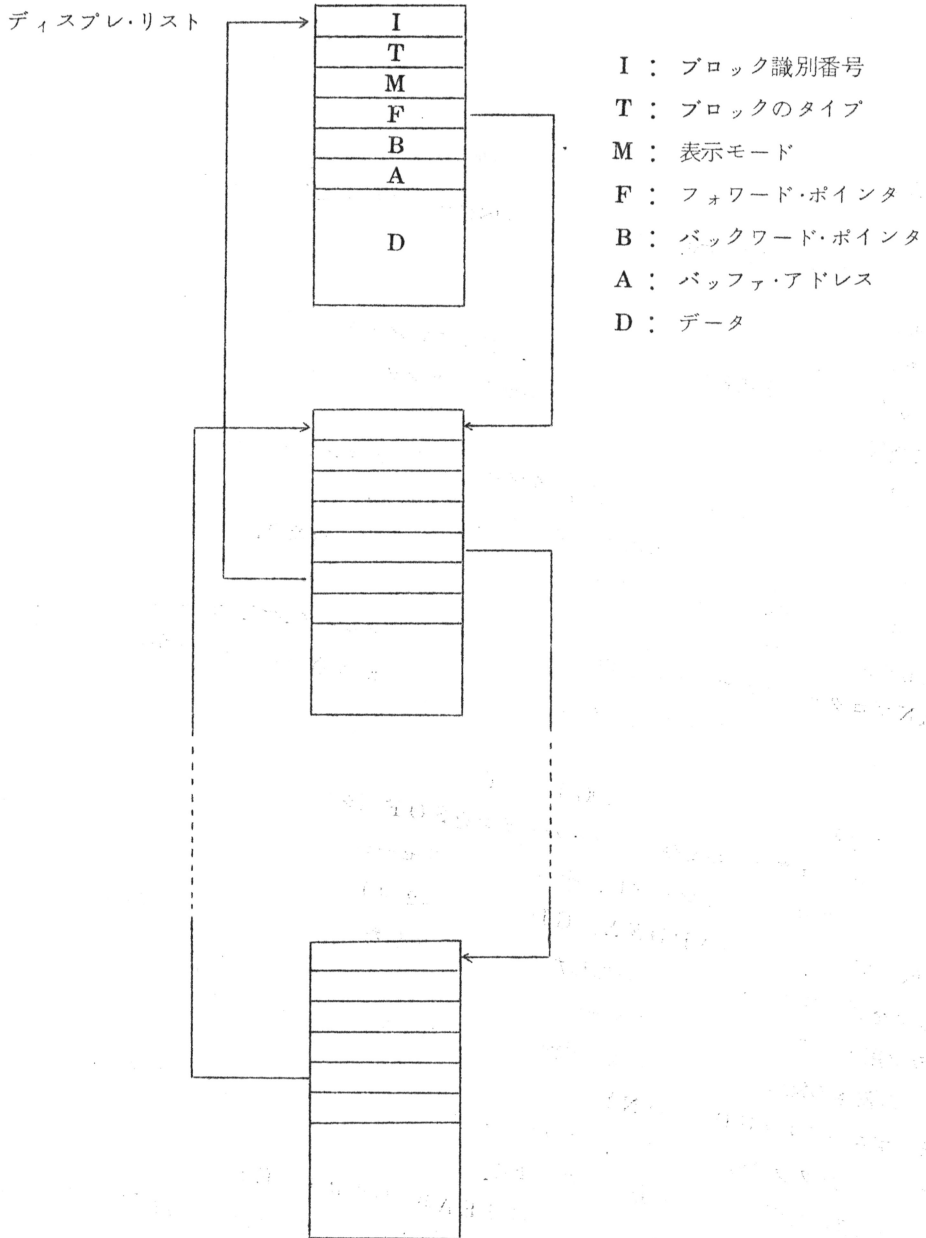 ディスプレ・リスト
I
T
M
F
B
A
D
I : ブロック識別番号
T : ブロックのタイプ
M : 表示モード
F : フォワード・ポインタ
B : バックワード・ポインタ
A : バッファ・アドレス
D : データ